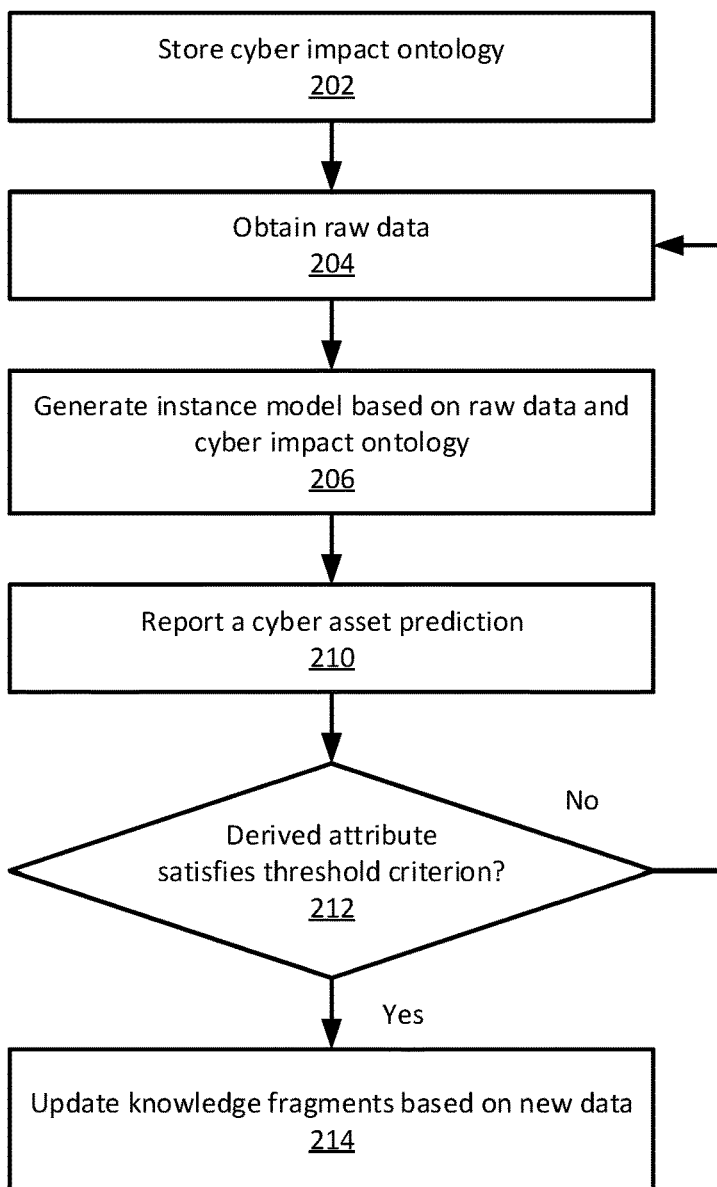 Store cyber impact ontology
202
Obtain raw data
204
Generate instance model based on raw data and
cyber impact ontology
206
Report a cyber asset prediction
210
No
Derived attribute
satisfies threshold criterion?
212
Yes
Update knowledge fragments based on new data
214